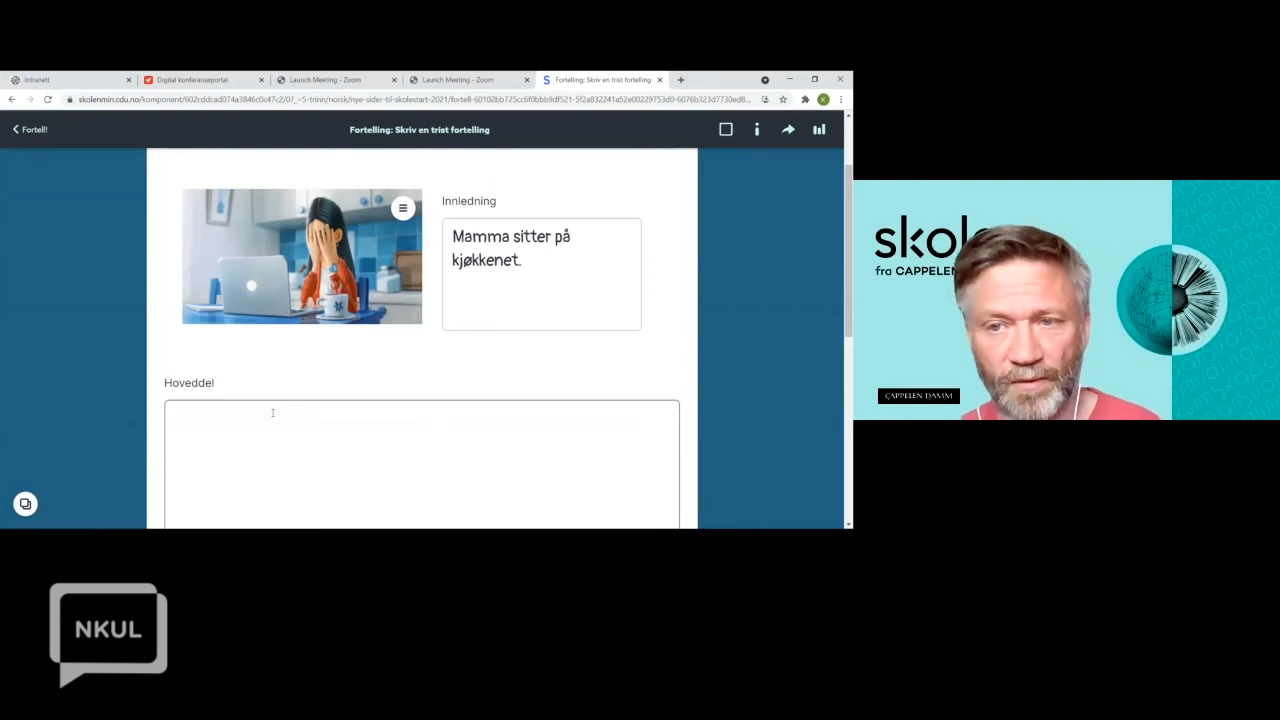 Intranett
Digital konferanseportal
Launch Meeting - Zoom
Launch Meeting - Zoom
Fortelling: Skriv en trist fortelling
Fortell!
Fortelling: Skriv en trist fortelling
Innledning
Mamma sitter på
kjøkkenet.
Hoveddel
skol
fra CAPPELEN
CAPPELEN DAMM
NKUL